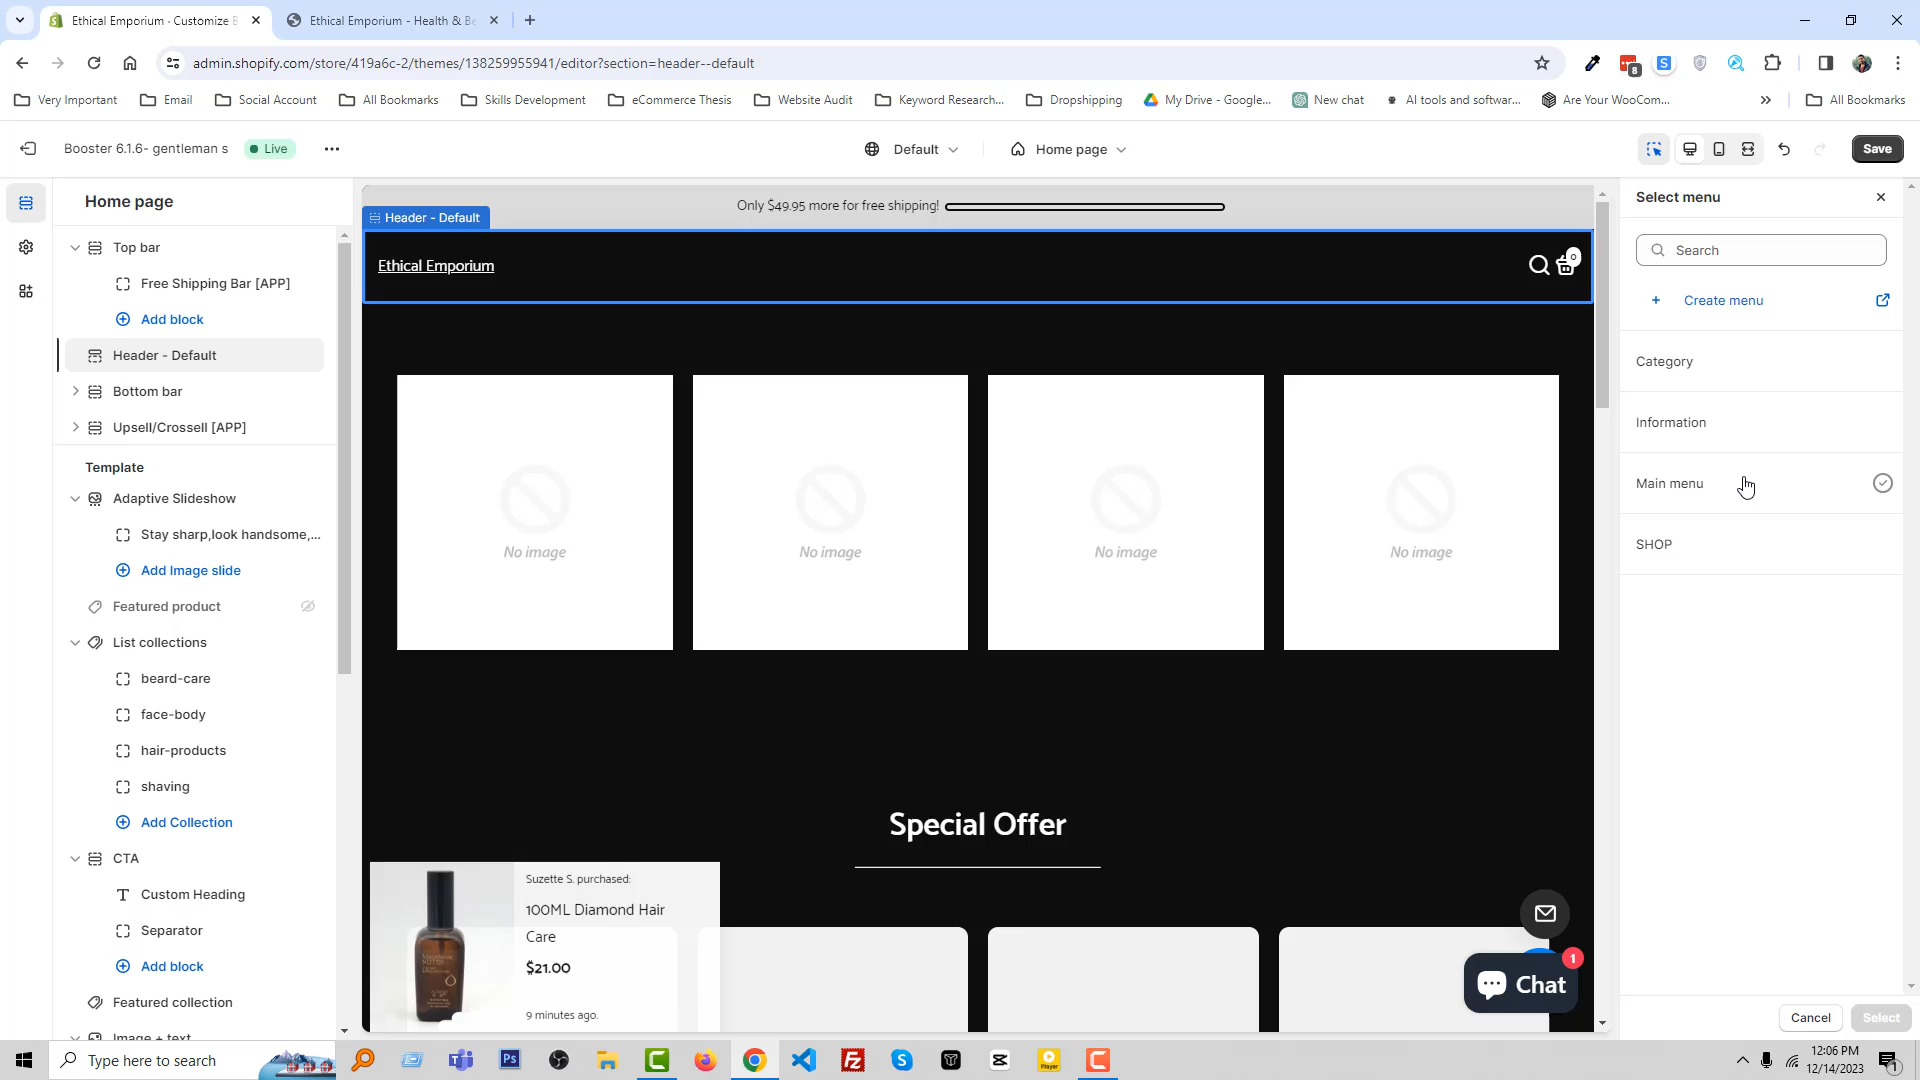 Ethical Emporium · Customize B
Ethical Emporium - Health & Be
admin.shopify.com/store/419a6c-2/themes/138259955941/editor?section=header--default
8
Very Important
Email
Social Account
All Bookmarks
Skills Development
eCommerce Thesis
Website Audit
Keyword Research...
Dropshipping
My Drive - Google...
New chat
AI tools and softwar...
Are Your WooCom...
»
All Bookmarks
Booster 6.1.6- gentleman s
Live
Default
Home page
Save
Home page
Top bar
Free Shipping Bar [APP]
Add block
Header - Default
Bottom bar
Upsell/Crossell [APP]
Template
Adaptive Slideshow
Stay sharp,look handsome,...
Add Image slide
Featured product
List collections
beard-care
face-body
hair-products
shaving
Add Collection
CTA
Custom Heading
Separator
Add block
Featured collection
Image + text
Only $49.95 more for free shipping!
Header - Default
Ethical Emporium
0
No image
No image
No image
No image
Special Offer
Suzette S. purchased:
100ML Diamond Hair
Care
$21.00
9 minutes ago.
1
Chat
Select menu
Search
Create menu
Category
Information
Main menu
SHOP
Cancel
Select
Type here to search
Ps
Player
12:06 PM
12/14/2023
1